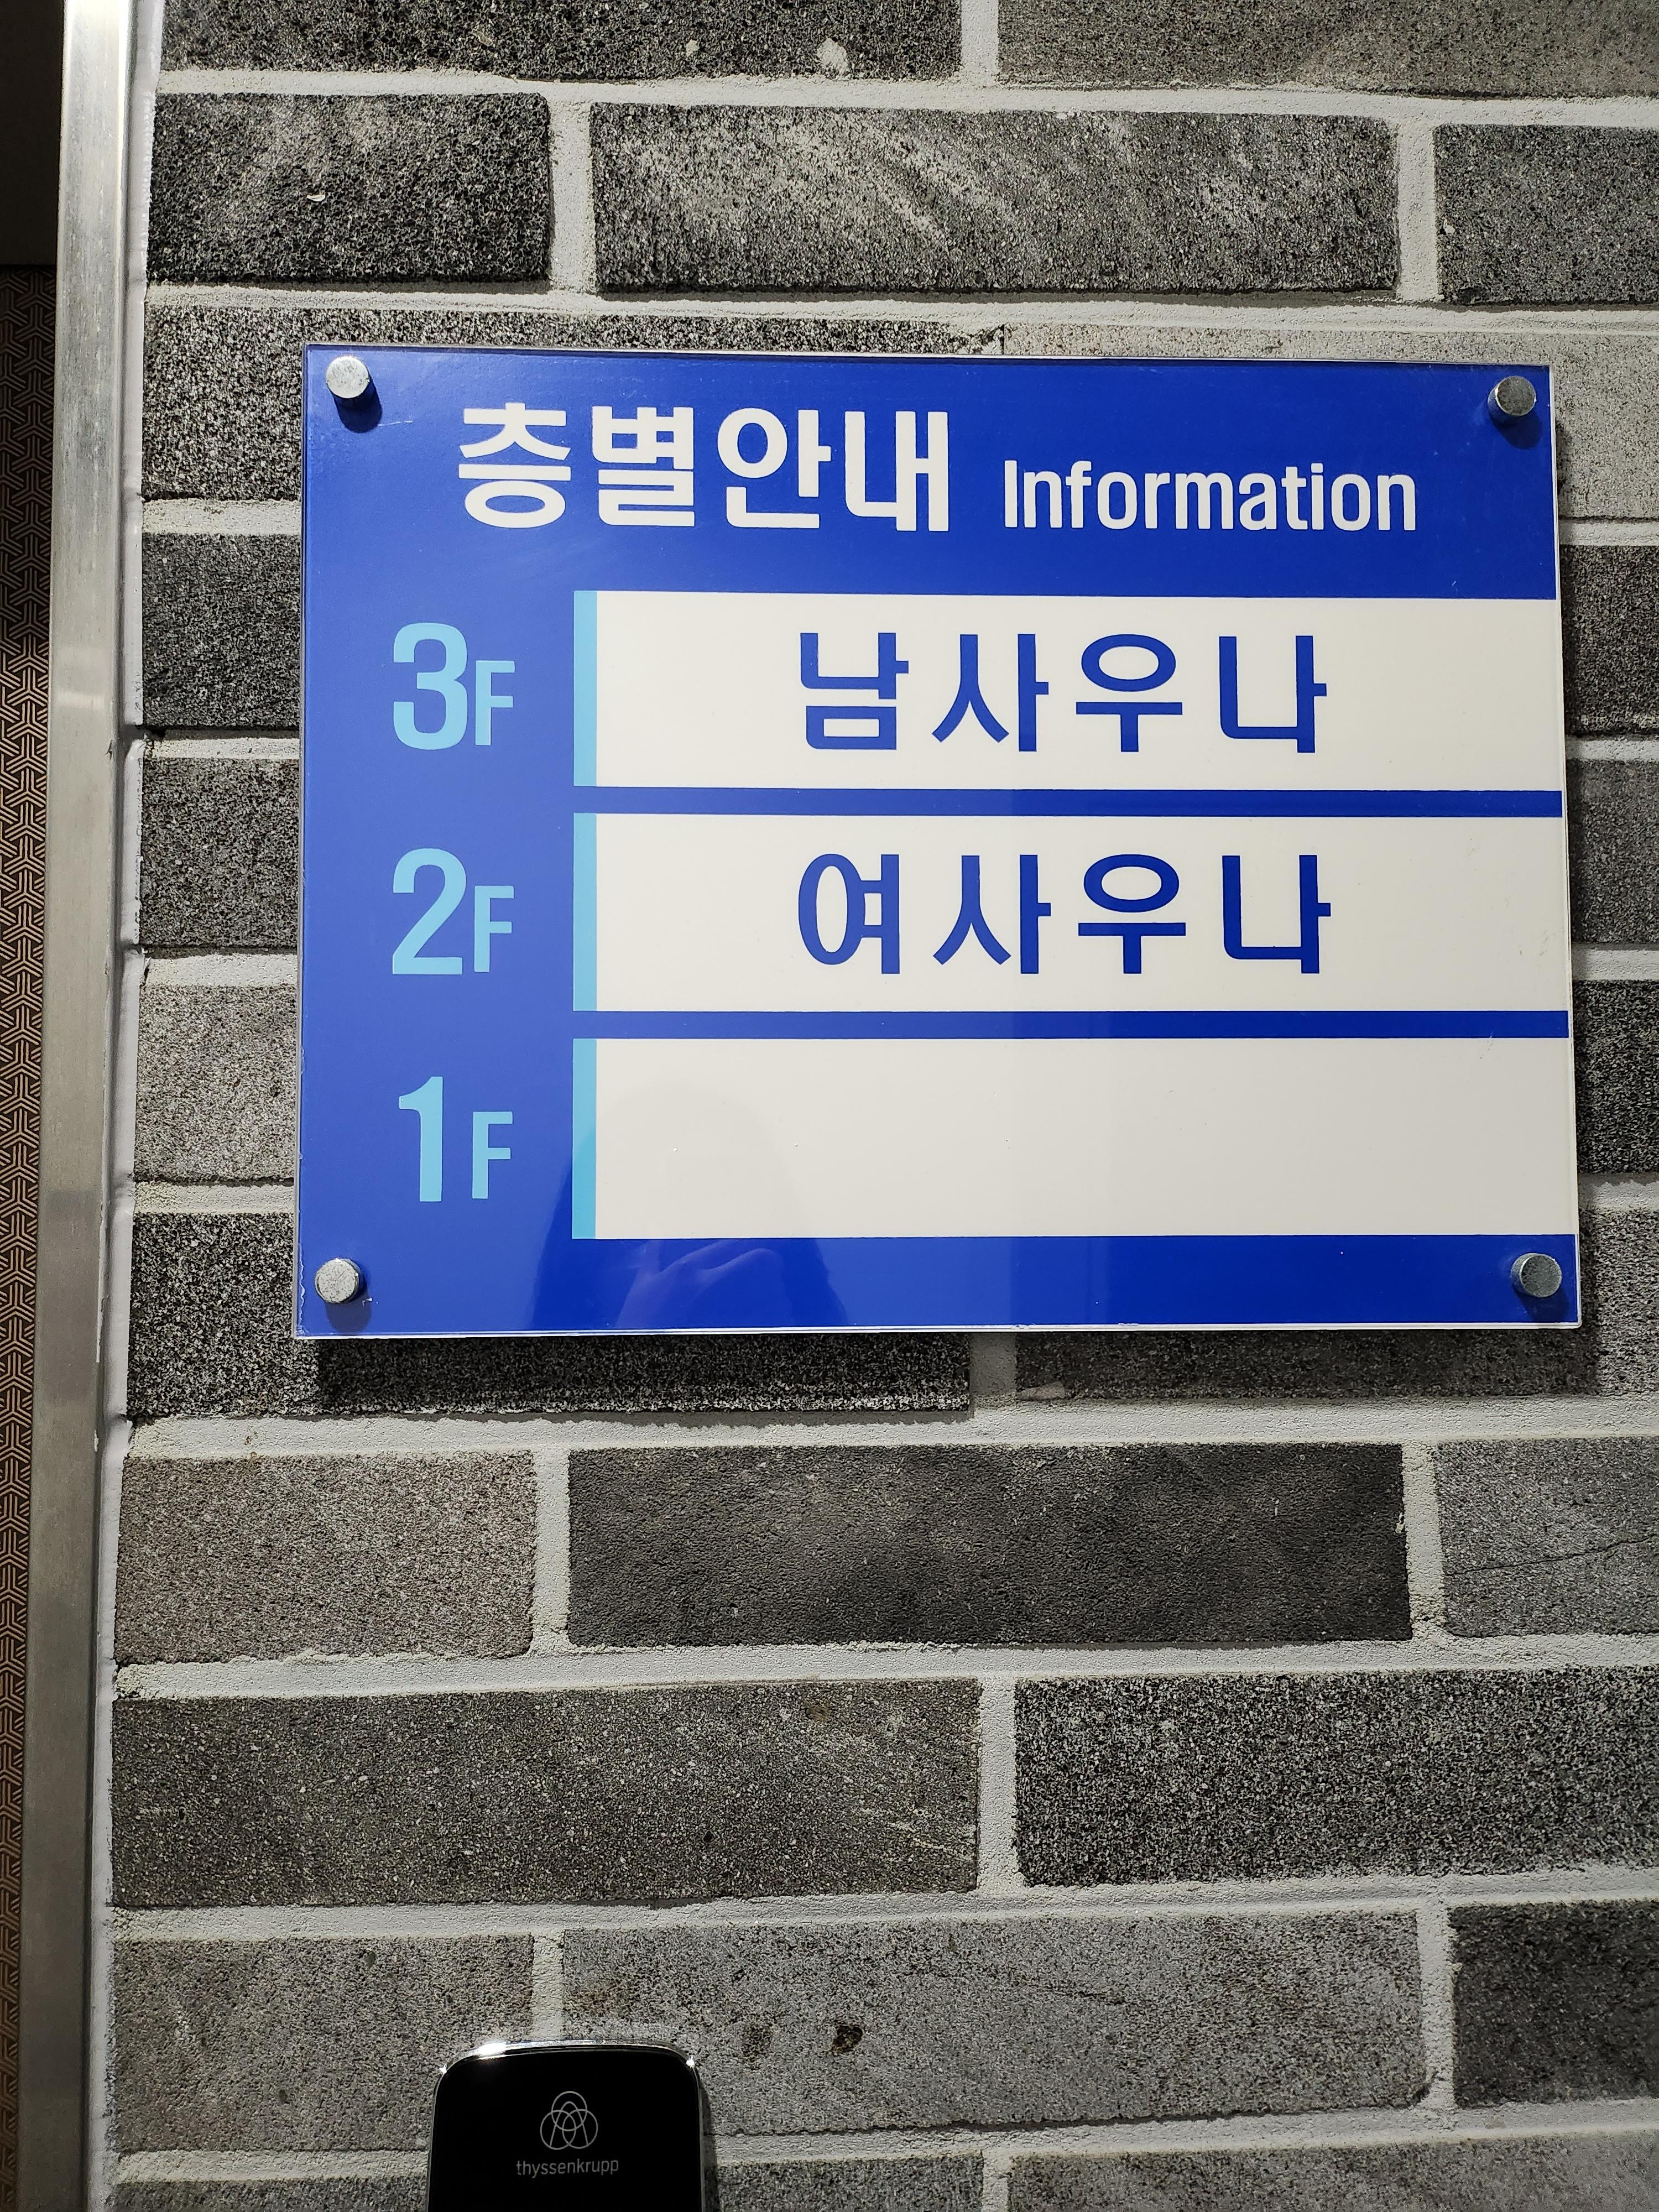 층별안내 Information
3F 남사우나
2F 여사우나
1F
thyssenkrupp